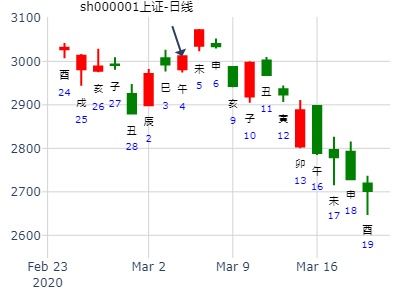 sh000001上证-日线
3100
3000
2900
2800
2700
2600
酉
24
戌
25
亥
26
子
27
丑
28
辰
2
巳
3
午
4
未
5
申
6
亥
9
子
10
丑
11
寅
12
卯
13
午
16
未
17
申
18
酉
19
Feb 23
2020
Mar 2
Mar 9
Mar 16